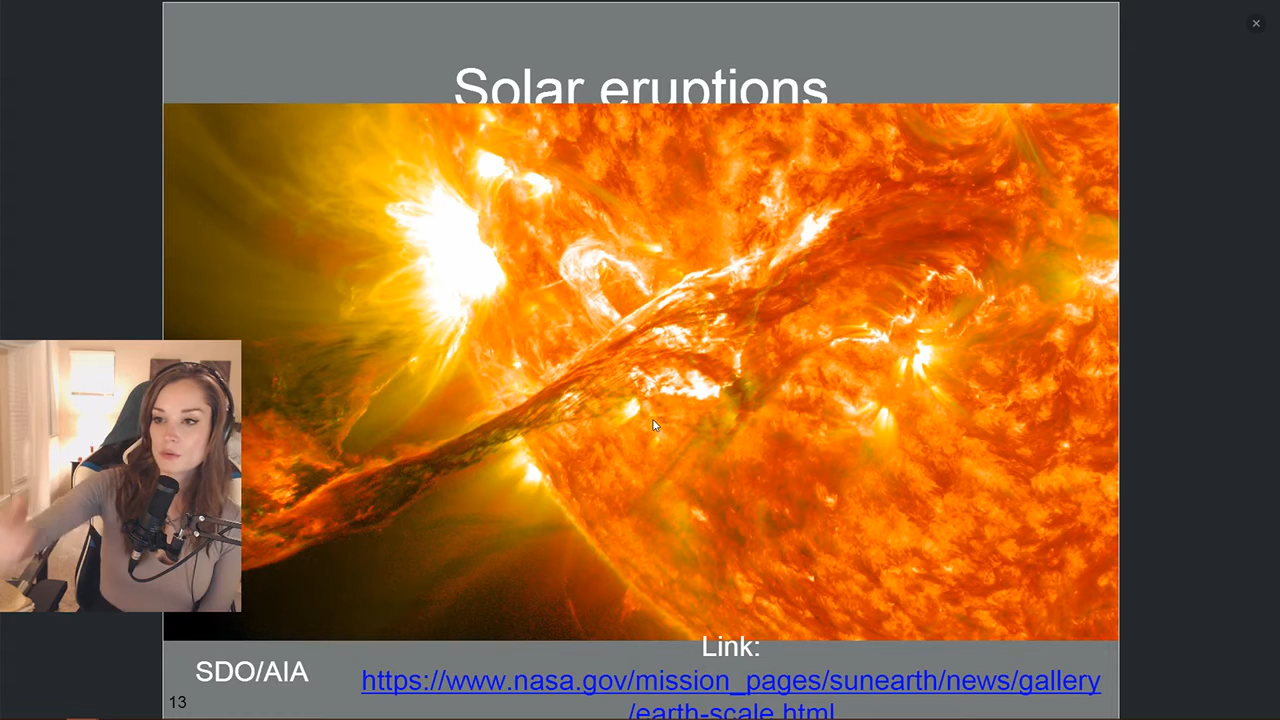 Solar eruptions
Link:
SDO/AIA
https://www.nasa.gov/mission_pages/sunearth/news/gallery
/earth-scale.html
13